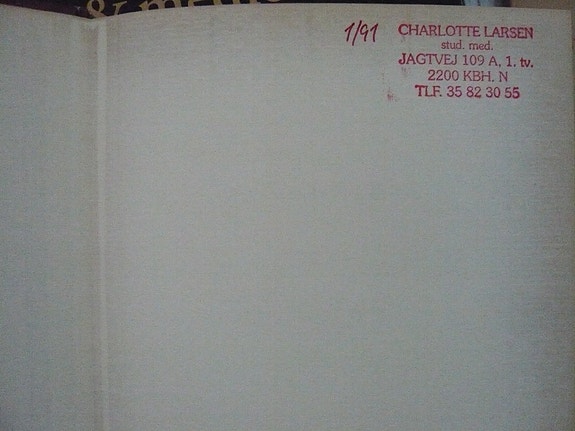 1/91
CHARLOTTE LARSEN
stud. med.
JAGTVEJ 109 A, 1. tv.
2200 KBH. N
TLF. 35 82 30 55